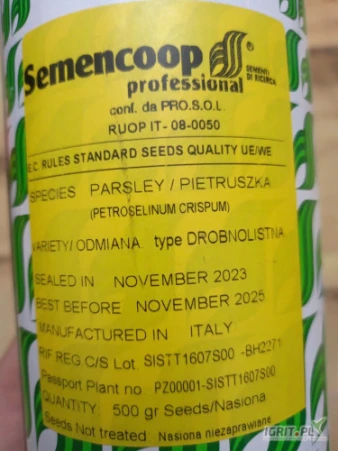 Semencoop
SEMENTI
DI RICERCA
professional
conf. da PRO.S.O.L.
RUOP IT- 08-0050
E.C. RULES STANDARD SEEDS QUALITY UE/WE
SPECIES PARSLEY / PIETRUSZKA
(PETROSELINUM CRISPUM)
VARIETY/ ODMIANA type DROBNOLISTNA
SEALED IN NOVEMBER 2023
BEST BEFORE NOVEMBER 2025
MANUFACTURED IN ITALY
RIF.REG.C/S Lot. SISTT1607S00 -BH2271
Passport Plant no. PZ00001-SISTT1607S00
QUANTITY 500 gr Seeds/Nasiona
Seeds Not treated: Nasiona niezaprawiane
IGRIT.PL